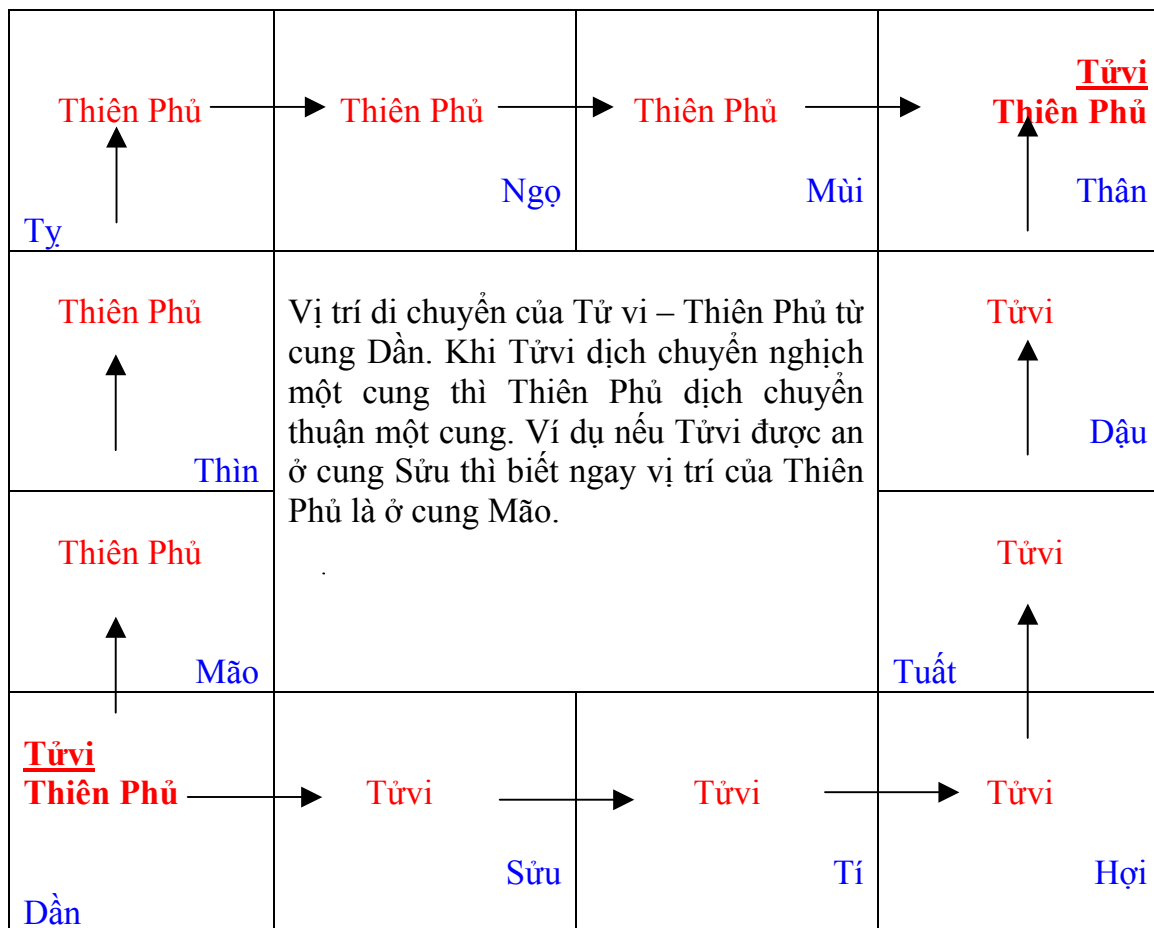 Thiên Phủ
Tỵ
Thiên Phủ
Ngọ
Thiên Phủ
Mùi
Tửvi
Thiên Phủ
Thân
Thiên Phủ
Thìn
Vị trí di chuyển của Tử vi – Thiên Phủ từ
cung Dần. Khi Tửvi dịch chuyển nghịch
một cung thì Thiên Phủ dịch chuyển
thuận một cung. Ví dụ nếu Tửvi được an
ở cung Sửu thì biết ngay vị trí của Thiên
Phủ là ở cung Mão.
.
Tửvi
Dậu
Thiên Phủ
Mão
Tửvi
Tuất
Tửvi
Thiên Phủ
Dần
Tửvi
Sửu
Tửvi
Tí
Tửvi
Hợi